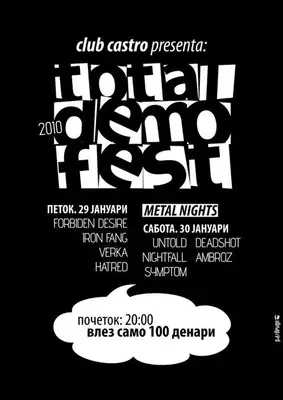 club castro presenta:
total
2010 demo
fest
ПЕТОК. 29 ЈАНУАРИ
FORBIDEN DESIRE
IRON FANG
VERKA
HATRED
METAL NIGHTS
САБОТА. 30 ЈАНУАРИ
UNTOLD DEADSHOT
NIGHTFALL AMBROZ
SYMPTOM
почеток: 20:00
влез само 100 денари